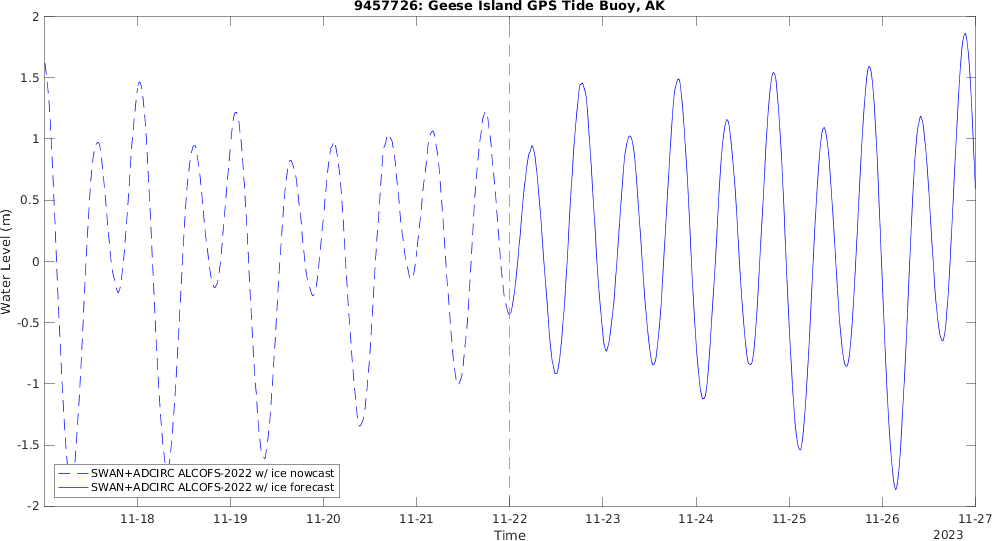 9457726: Geese Island GPS Tide Buoy, AK
2
1.5
1
0.5
0
-0.5
-1
-1.5
-2
Water Level (m)
SWAN+ADCIRC ALCOFS-2022 w/ ice nowcast
SWAN+ADCIRC ALCOFS-2022 w/ ice forecast
11-18 11-19 11-20 11-21 11-22 11-23 11-24 11-25 11-26 11-27
Time
2023